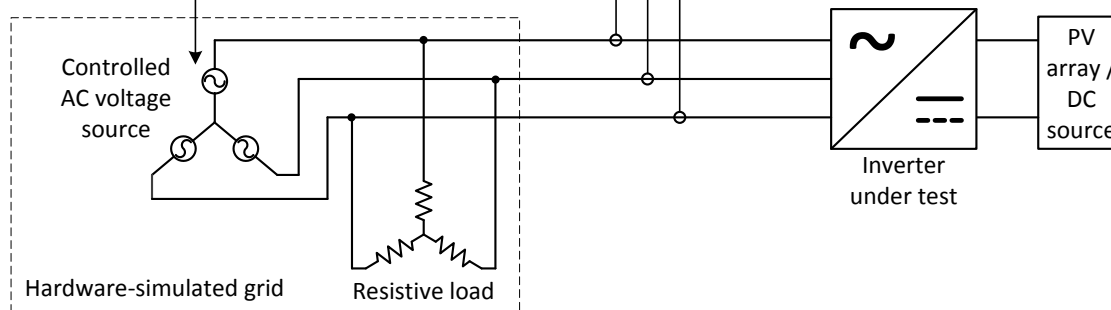 Controlled
AC voltage
source
PV
array /
DC
source
Inverter
under test
Hardware-simulated grid
Resistive load